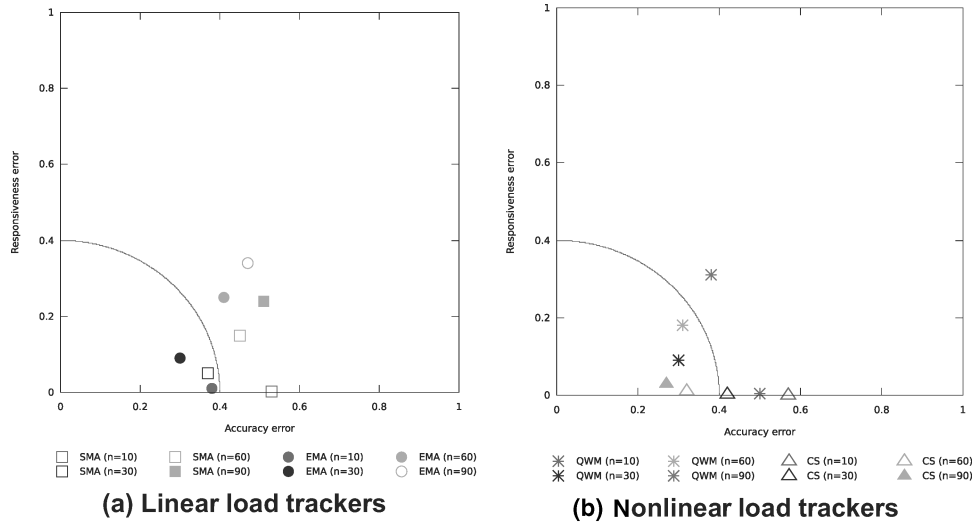 1
0.8
0.6
0.4
0.2
0
Responsiveness error
0 0.2 0.4 0.6 0.8 1
Accuracy error
SMA (n=10) SMA (n=60) EMA (n=10) EMA (n=60)
SMA (n=30) SMA (n=90) EMA (n=30) EMA (n=90)
(a) Linear load trackers
1
0.8
0.6
0.4
0.2
0
Responsiveness error
0 0.2 0.4 0.6 0.8 1
Accuracy error
QWM (n=10) QWM (n=60) CS (n=10) CS (n=60)
QWM (n=30) QWM (n=90) CS (n=30) CS (n=90)
(b) Nonlinear load trackers